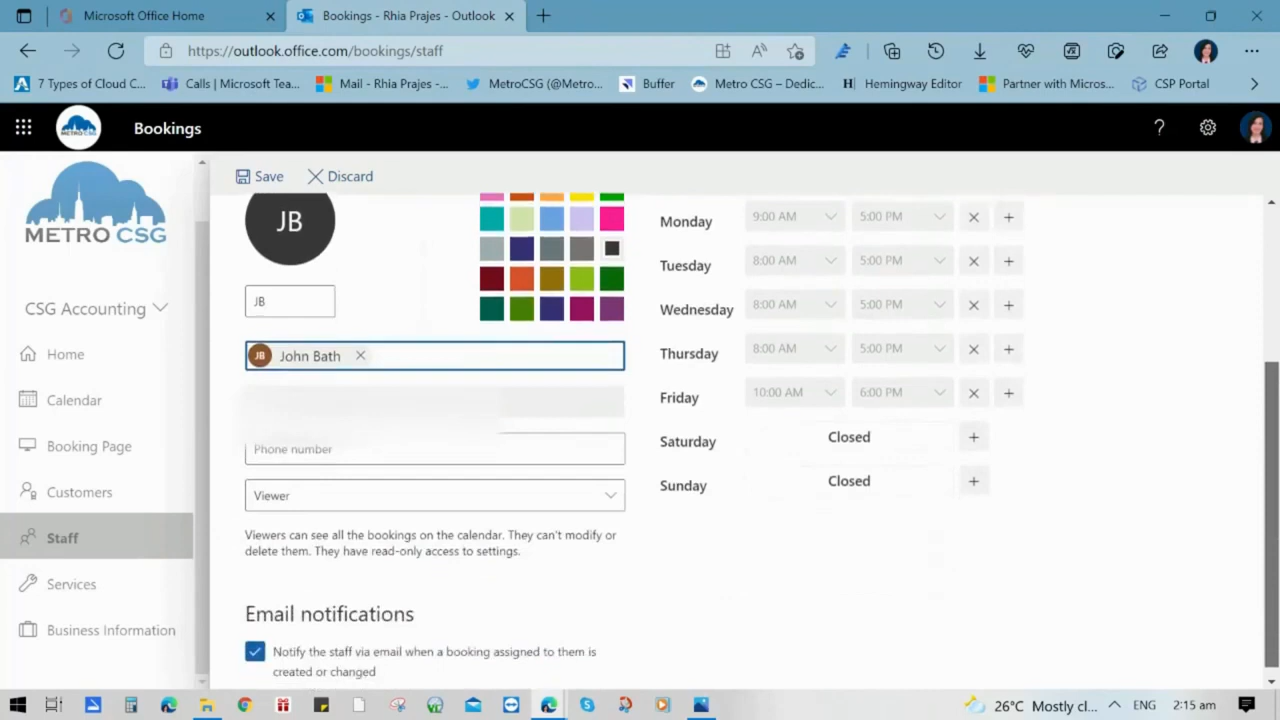 Microsoft Office Home
Bookings - Rhia Prajes - Outlook
https://outlook.office.com/bookings/staff
7 Types of Cloud C...
Calls | Microsoft Tea...
Mail - Rhia Prajes -...
MetroCSG (@Metro...
Buffer
Metro CSG – Dedic...
Hemingway Editor
Partner with Micros...
CSP Portal
METRO CSG
Bookings
METRO CSG
Save
Discard
CSG Accounting
Home
Calendar
Booking Page
Customers
Staff
Services
Business Information
JB
JB
JB John Bath
Phone number
Viewer
Viewers can see all the bookings on the calendar. They can't modify or
delete them. They have read-only access to settings.
Email notifications
Notify the staff via email when a booking assigned to them is
created or changed
Monday 9:00 AM 5:00 PM
Tuesday 8:00 AM 5:00 PM
Wednesday 8:00 AM 5:00 PM
Thursday 8:00 AM 5:00 PM
Friday 10:00 AM 6:00 PM
Saturday Closed
Sunday Closed
26°C Mostly cl... ENG 2:15 am